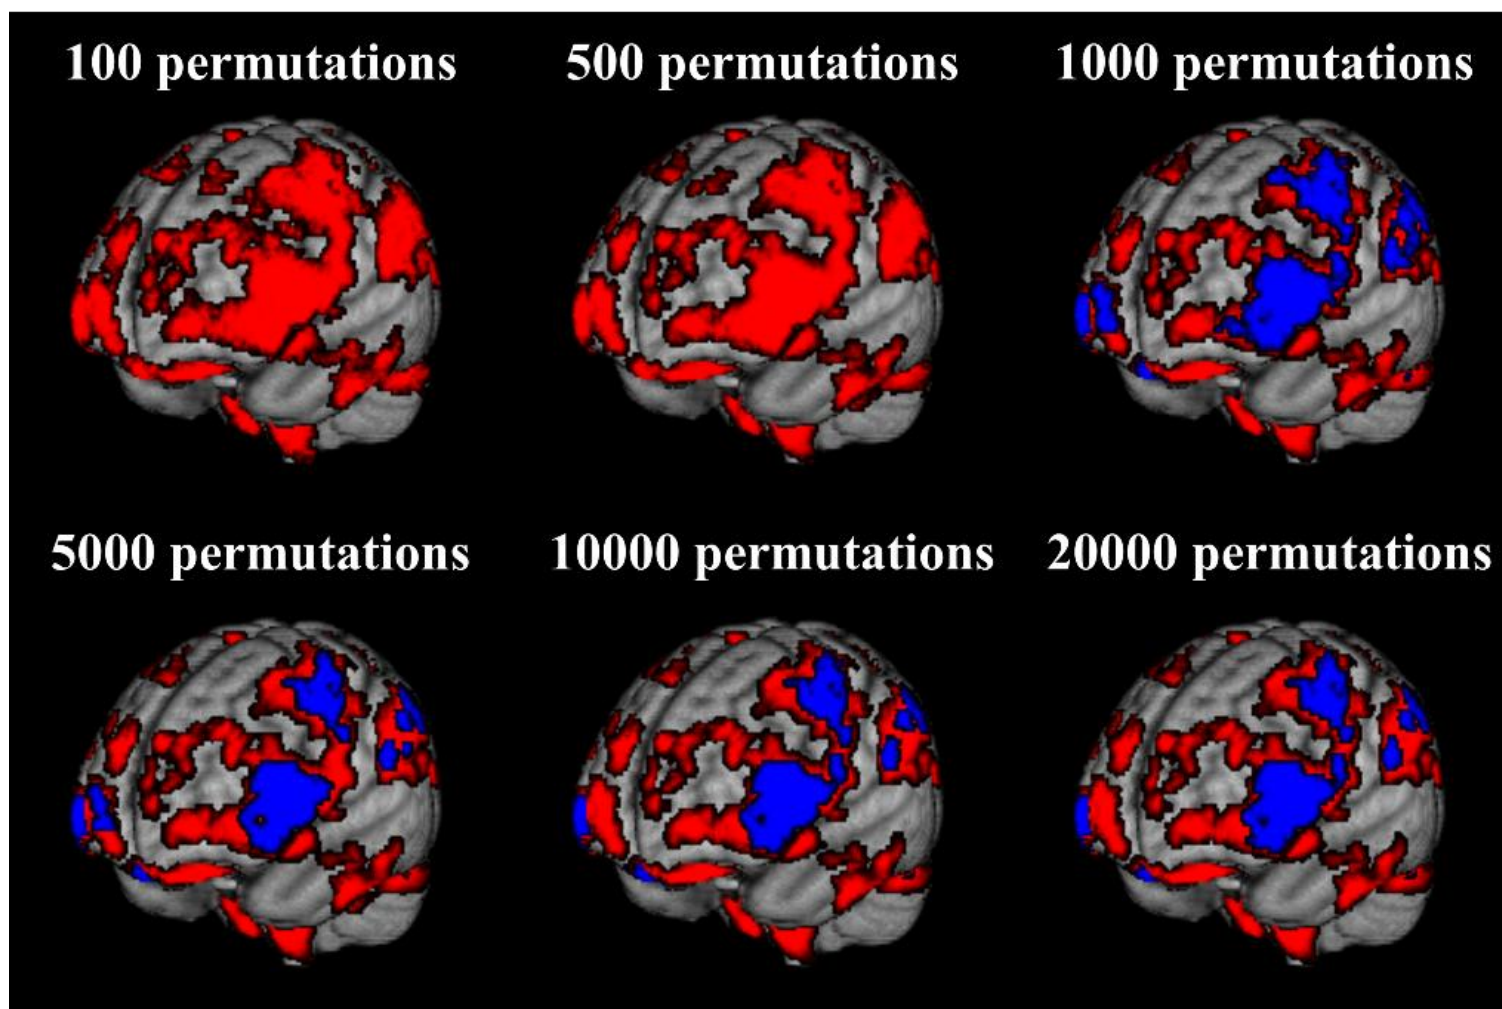 100 permutations
500 permutations
1000 permutations
5000 permutations
10000 permutations
20000 permutations